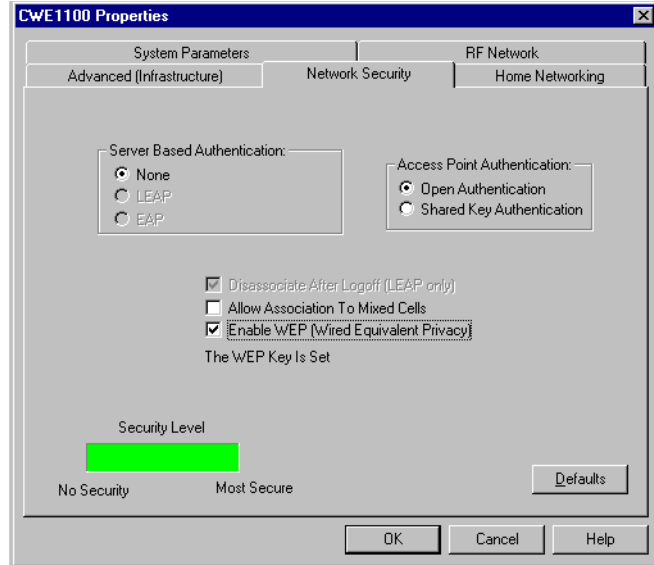 CWE1100 Properties
System Parameters
RF Network
Advanced (Infrastructure)
Network Security
Home Networking
Server Based Authentication:
None
LEAP
EAP
Access Point Authentication:
Open Authentication
Shared Key Authentication
Disassociate After Logoff (LEAP only)
Allow Association To Mixed Cells
Enable WEP (Wired Equivalent Privacy)
The WEP Key Is Set
Security Level
No Security
Most Secure
Defaults
OK
Cancel
Help